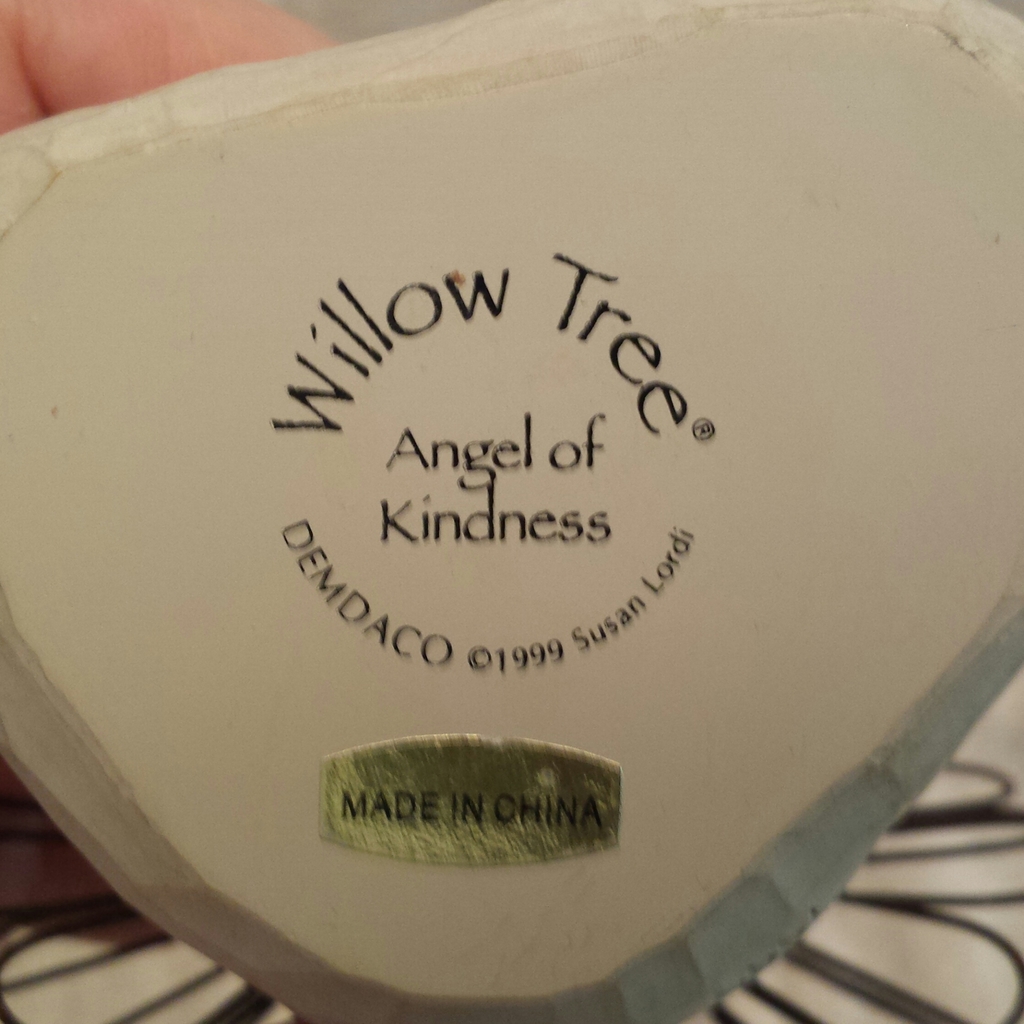 Willow Tree®
Angel of
Kindness
DEMDACO ©1999 Susan Lordi
MADE IN CHINA